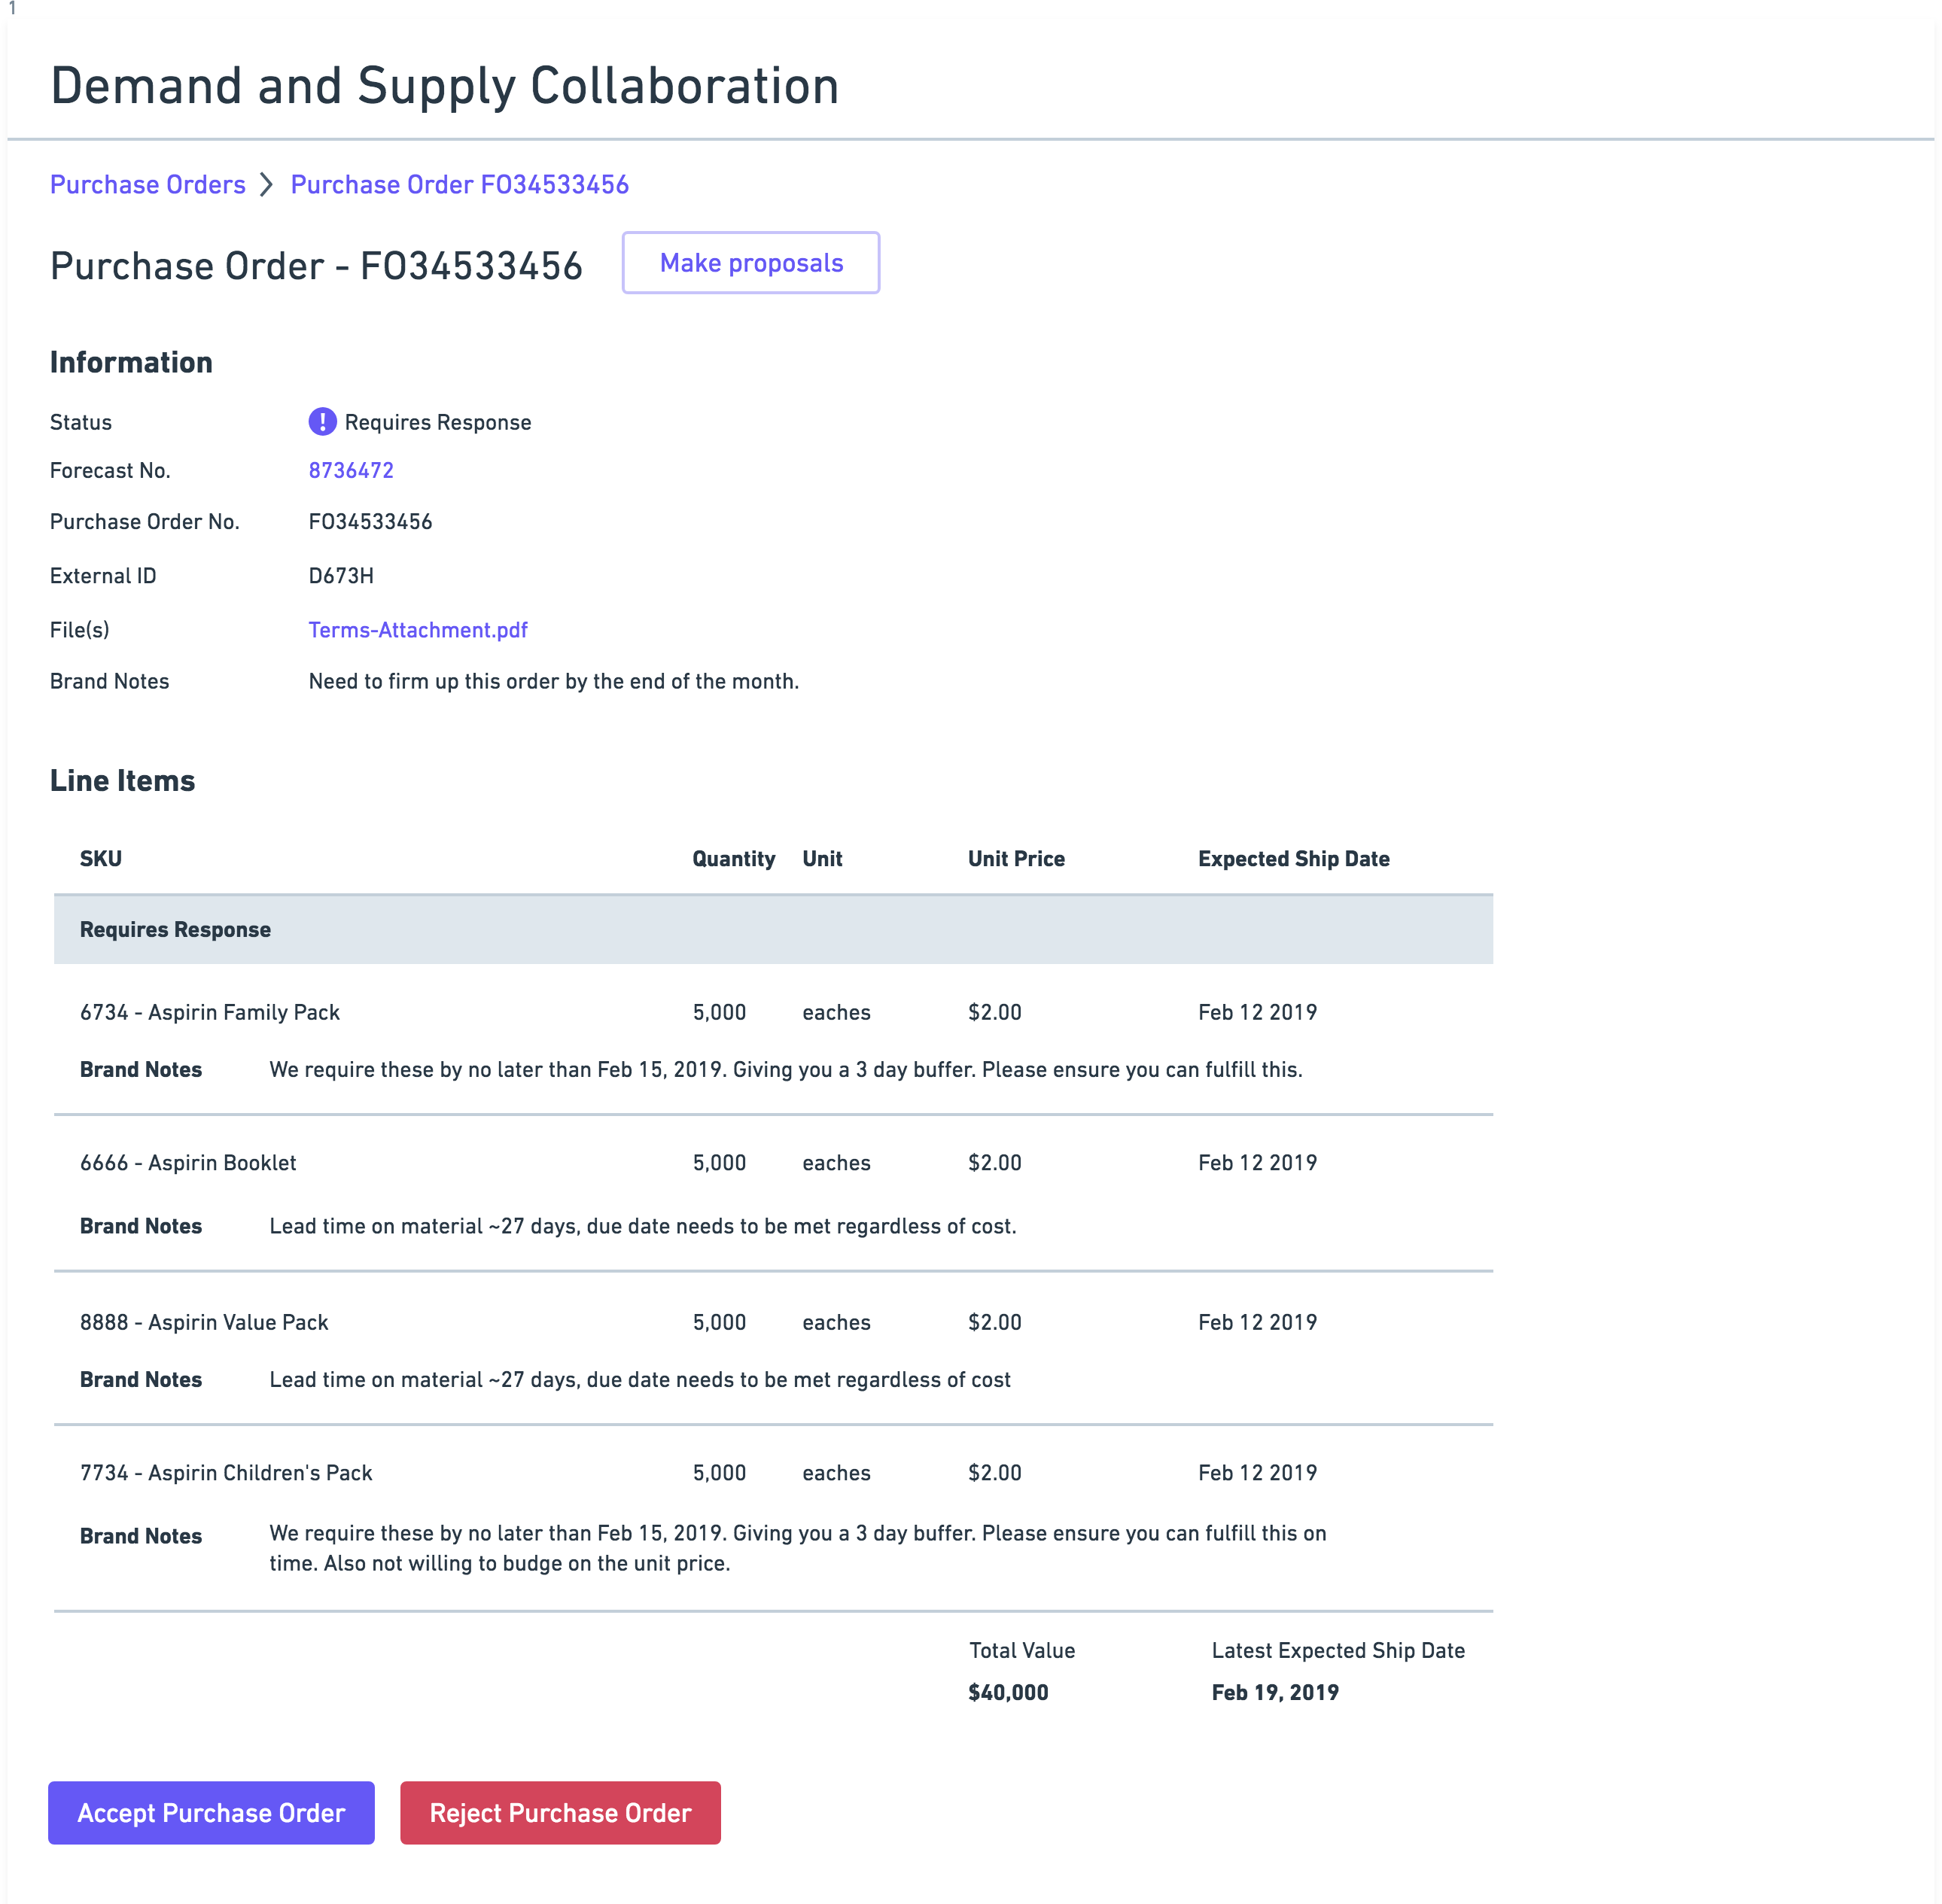 1
Demand and Supply Collaboration
Purchase Orders > Purchase Order FO34533456
Purchase Order - FO34533456 Make proposals
Information
Status ! Requires Response
Forecast No. 8736472
Purchase Order No. FO34533456
External ID D673H
File(s) Terms-Attachment.pdf
Brand Notes Need to firm up this order by the end of the month.
Line Items
SKU Quantity Unit Unit Price Expected Ship Date
Requires Response
6734 - Aspirin Family Pack 5,000 eaches $2.00 Feb 12 2019
Brand Notes We require these by no later than Feb 15, 2019. Giving you a 3 day buffer. Please ensure you can fulfill this.
6666 - Aspirin Booklet 5,000 eaches $2.00 Feb 12 2019
Brand Notes Lead time on material ~27 days, due date needs to be met regardless of cost.
8888 - Aspirin Value Pack 5,000 eaches $2.00 Feb 12 2019
Brand Notes Lead time on material ~27 days, due date needs to be met regardless of cost
7734 - Aspirin Children's Pack 5,000 eaches $2.00 Feb 12 2019
Brand Notes We require these by no later than Feb 15, 2019. Giving you a 3 day buffer. Please ensure you can fulfill this on
time. Also not willing to budge on the unit price.
Total Value Latest Expected Ship Date
$40,000 Feb 19, 2019
Accept Purchase Order Reject Purchase Order